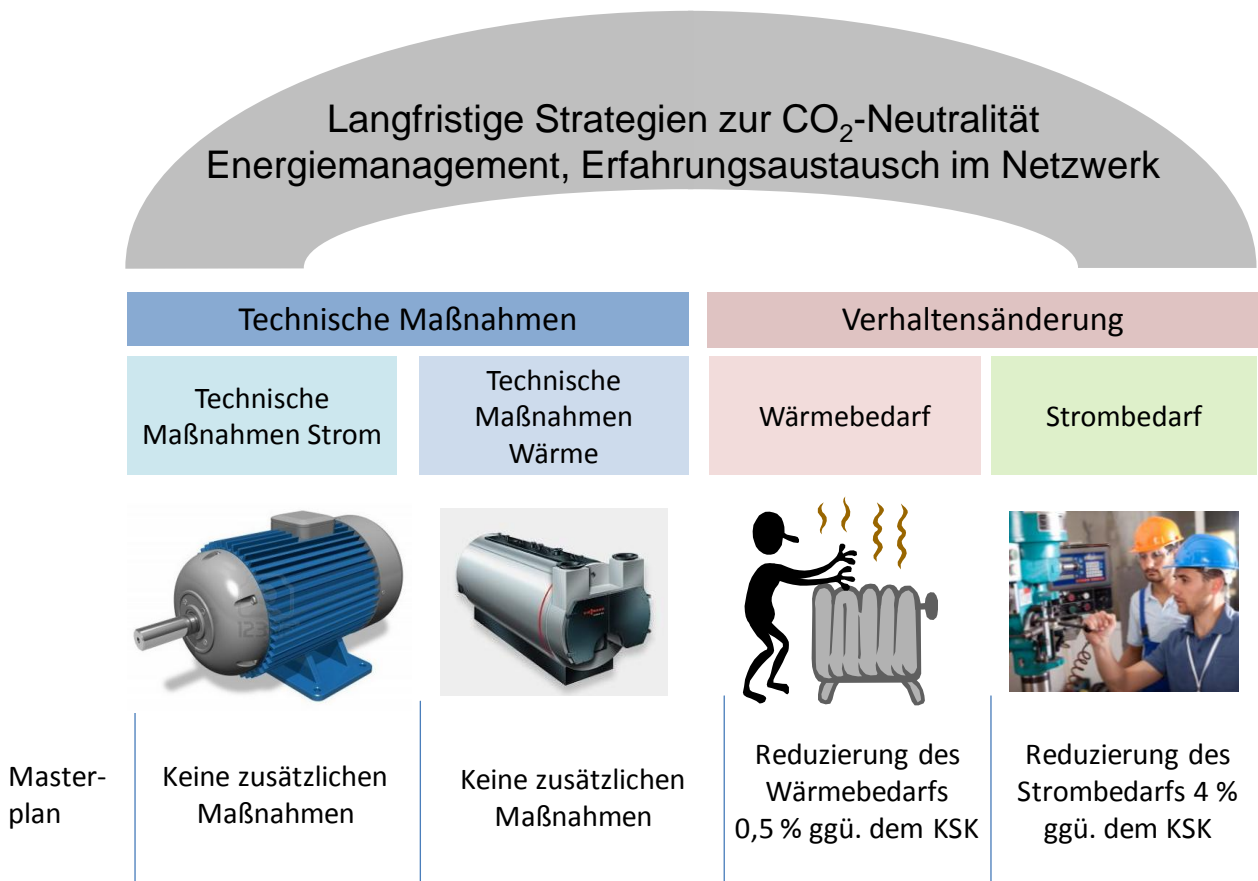 Langfristige Strategien zur CO₂-Neutralität
Energiemanagement, Erfahrungsaustausch im Netzwerk
Technische Maßnahmen
Verhaltensänderung
Technische
Maßnahmen Strom
Technische
Maßnahmen
Wärme
Wärmebedarf
Strombedarf
Master-
plan
Keine zusätzlichen
Maßnahmen
Keine zusätzlichen
Maßnahmen
Reduzierung des
Wärmebedarfs
0,5 % ggü. dem KSK
Reduzierung des
Strombedarfs 4 %
ggü. dem KSK